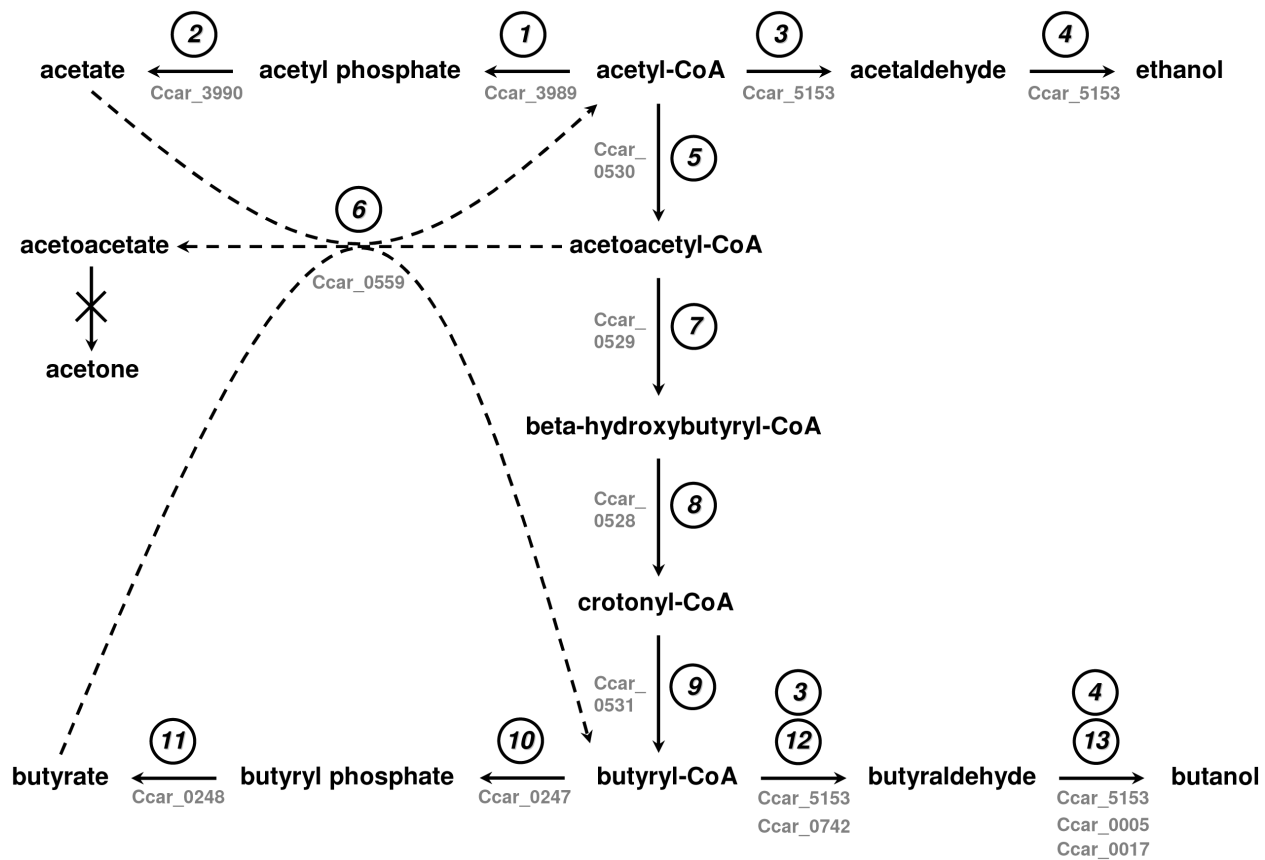 2 1 3 4
acetate acetyl phosphate acetyl-CoA acetaldehyde ethanol
Ccar_3990 Ccar_3989 Ccar_5153 Ccar_5153
Ccar_ 5
0530
6
acetoacetate acetoacetyl-CoA
Ccar_0559
Ccar_ 7
0529
acetone
beta-hydroxybutyryl-CoA
Ccar_ 8
0528
crotonyl-CoA
Ccar_ 9 3 4
0531
11 10 12 13
butyrate butyryl phosphate butyryl-CoA butyraldehyde butanol
Ccar_0248 Ccar_0247 Ccar_5153 Ccar_5153
Ccar_0742 Ccar_0005
Ccar_0017